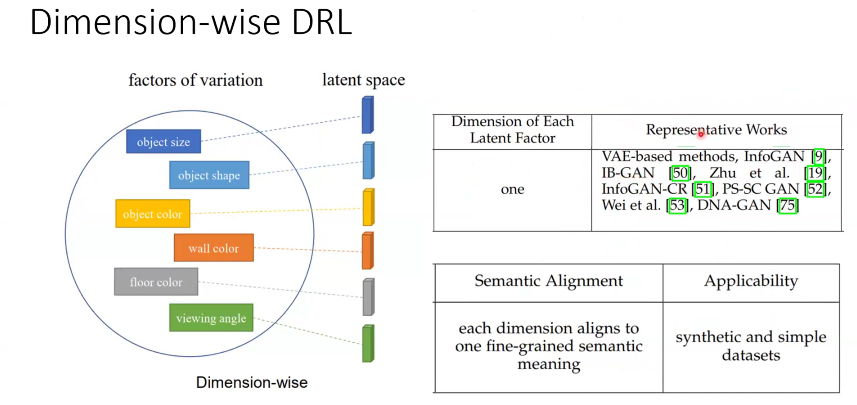 Dimension-wise DRL
factors of variation
latent space
object size
object shape
object color
wall color
floor color
viewing angle
Dimension-wise
Dimension of Each
Latent Factor
Representative Works
one
VAE-based methods, InfoGAN [9],
IB-GAN [50], Zhu et al. [19],
InfoGAN-CR [51], PS-SC GAN [52],
Wei et al. [53], DNA-GAN [75]
Semantic Alignment
Applicability
each dimension aligns to
one fine-grained semantic
meaning
synthetic and simple
datasets